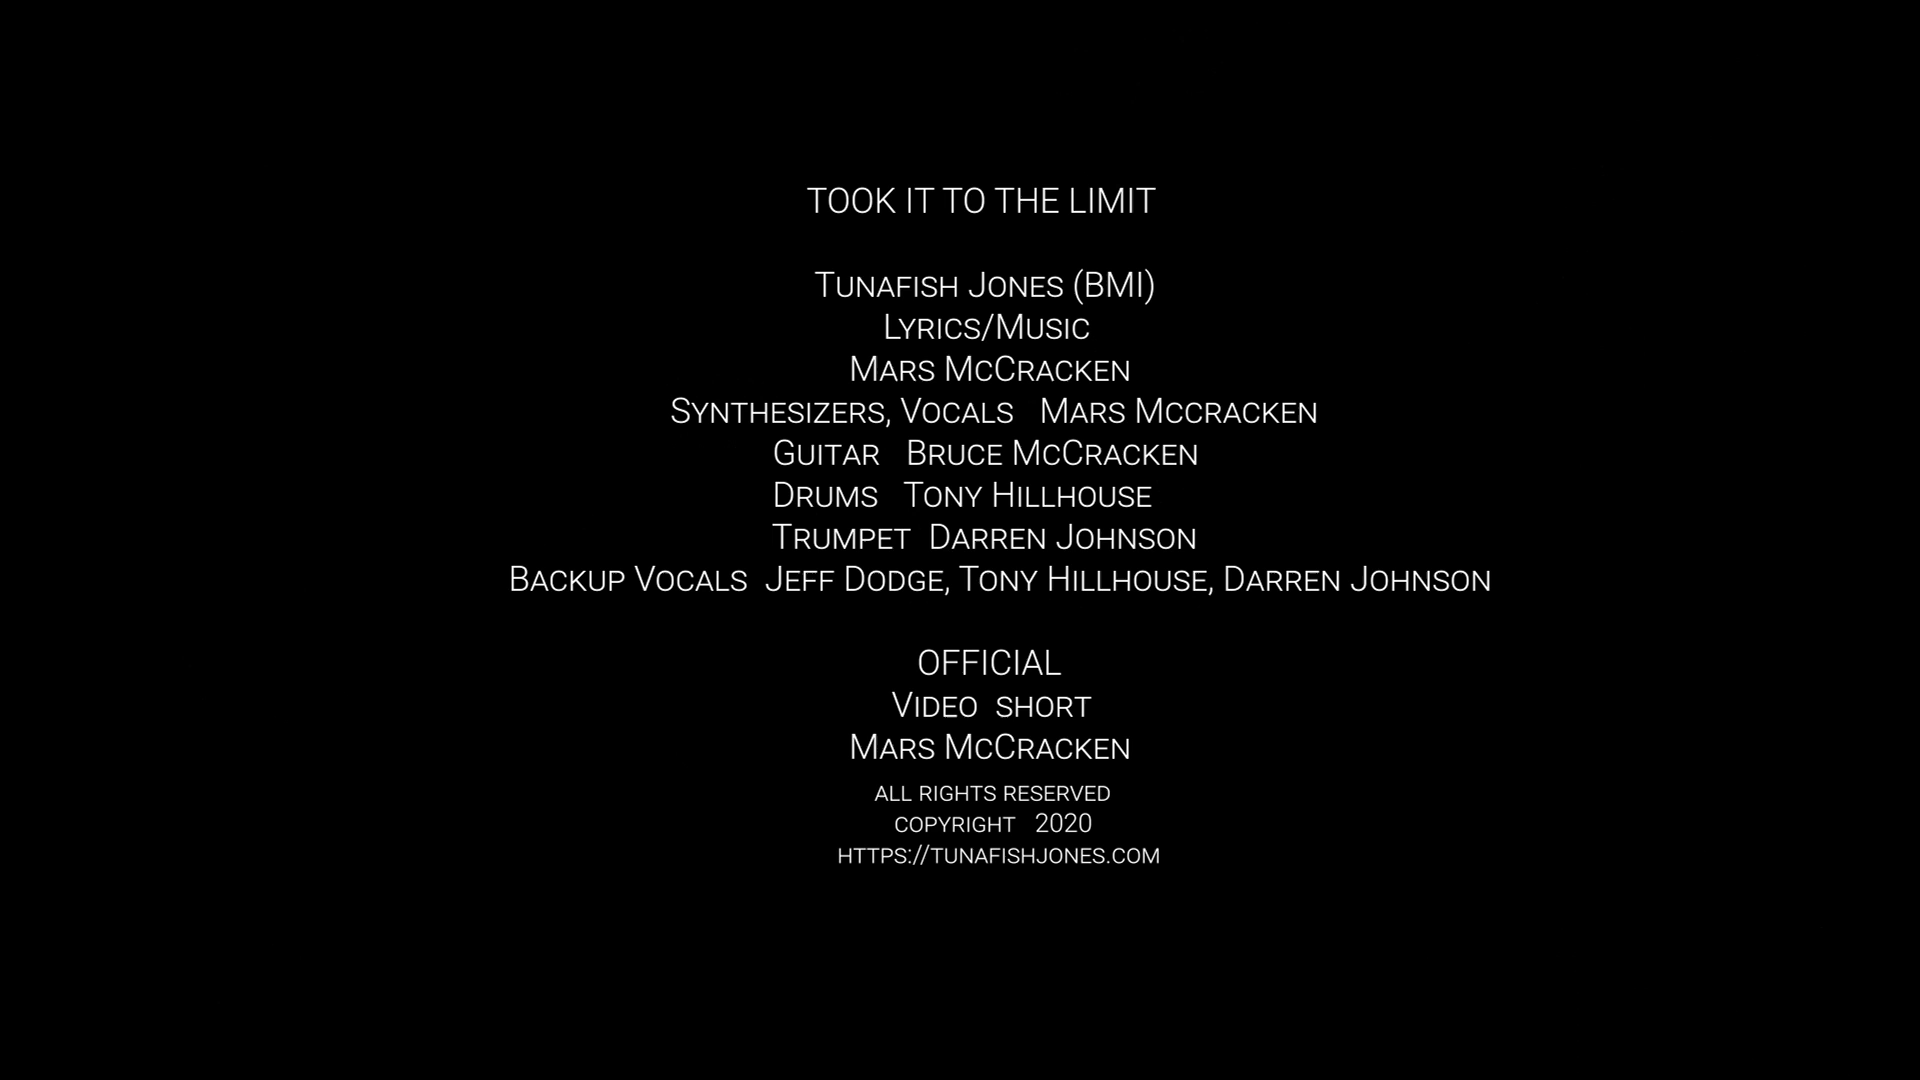 TOOK IT TO THE LIMIT
Tunafish Jones (BMI)
Lyrics/Music
Mars McCracken
Synthesizers, Vocals Mars Mccracken
Guitar Bruce McCracken
Drums Tony Hillhouse
Trumpet Darren Johnson
Backup Vocals Jeff Dodge, Tony Hillhouse, Darren Johnson
OFFICIAL
Video short
Mars McCracken
all rights reserved
copyright 2020
https://tunafishjones.com